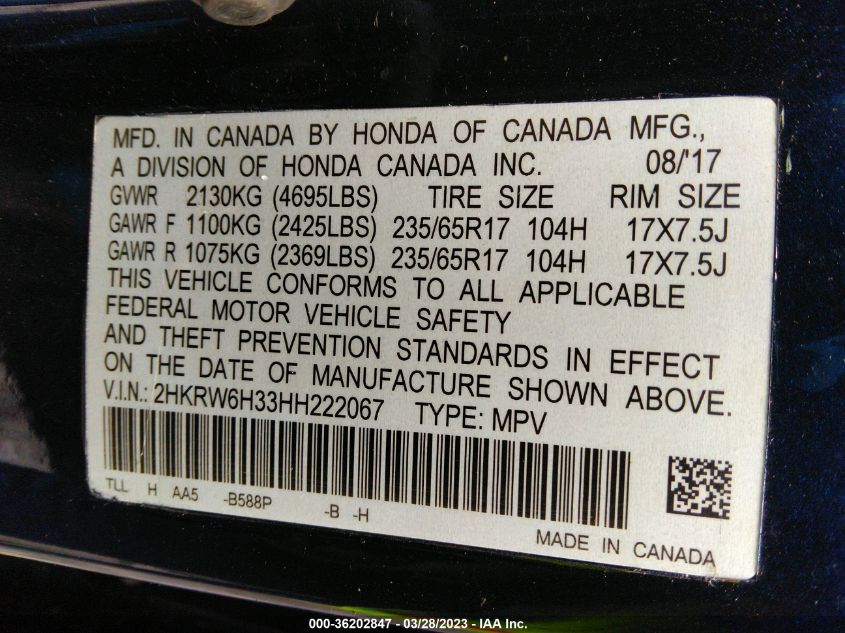 MFD. IN CANADA BY HONDA OF CANADA MFG.,
A DIVISION OF HONDA CANADA INC. 08/'17
GVWR 2130KG (4695LBS) TIRE SIZE RIM SIZE
GAWR F 1100KG (2425LBS) 235/65R17 104H 17X7.5J
GAWR R 1075KG (2369LBS) 235/65R17 104H 17X7.5J
THIS VEHICLE CONFORMS TO ALL APPLICABLE
FEDERAL MOTOR VEHICLE SAFETY
AND THEFT PREVENTION STANDARDS IN EFFECT
ON THE DATE OF MANUFACTURE SHOWN ABOVE.
V.I.N.: 2HKRW6H33HH222067 TYPE: MPV
TLL H AA5 -B588P -B -H
MADE IN CANADA
000-36202847 - 03/28/2023 - IAA Inc.